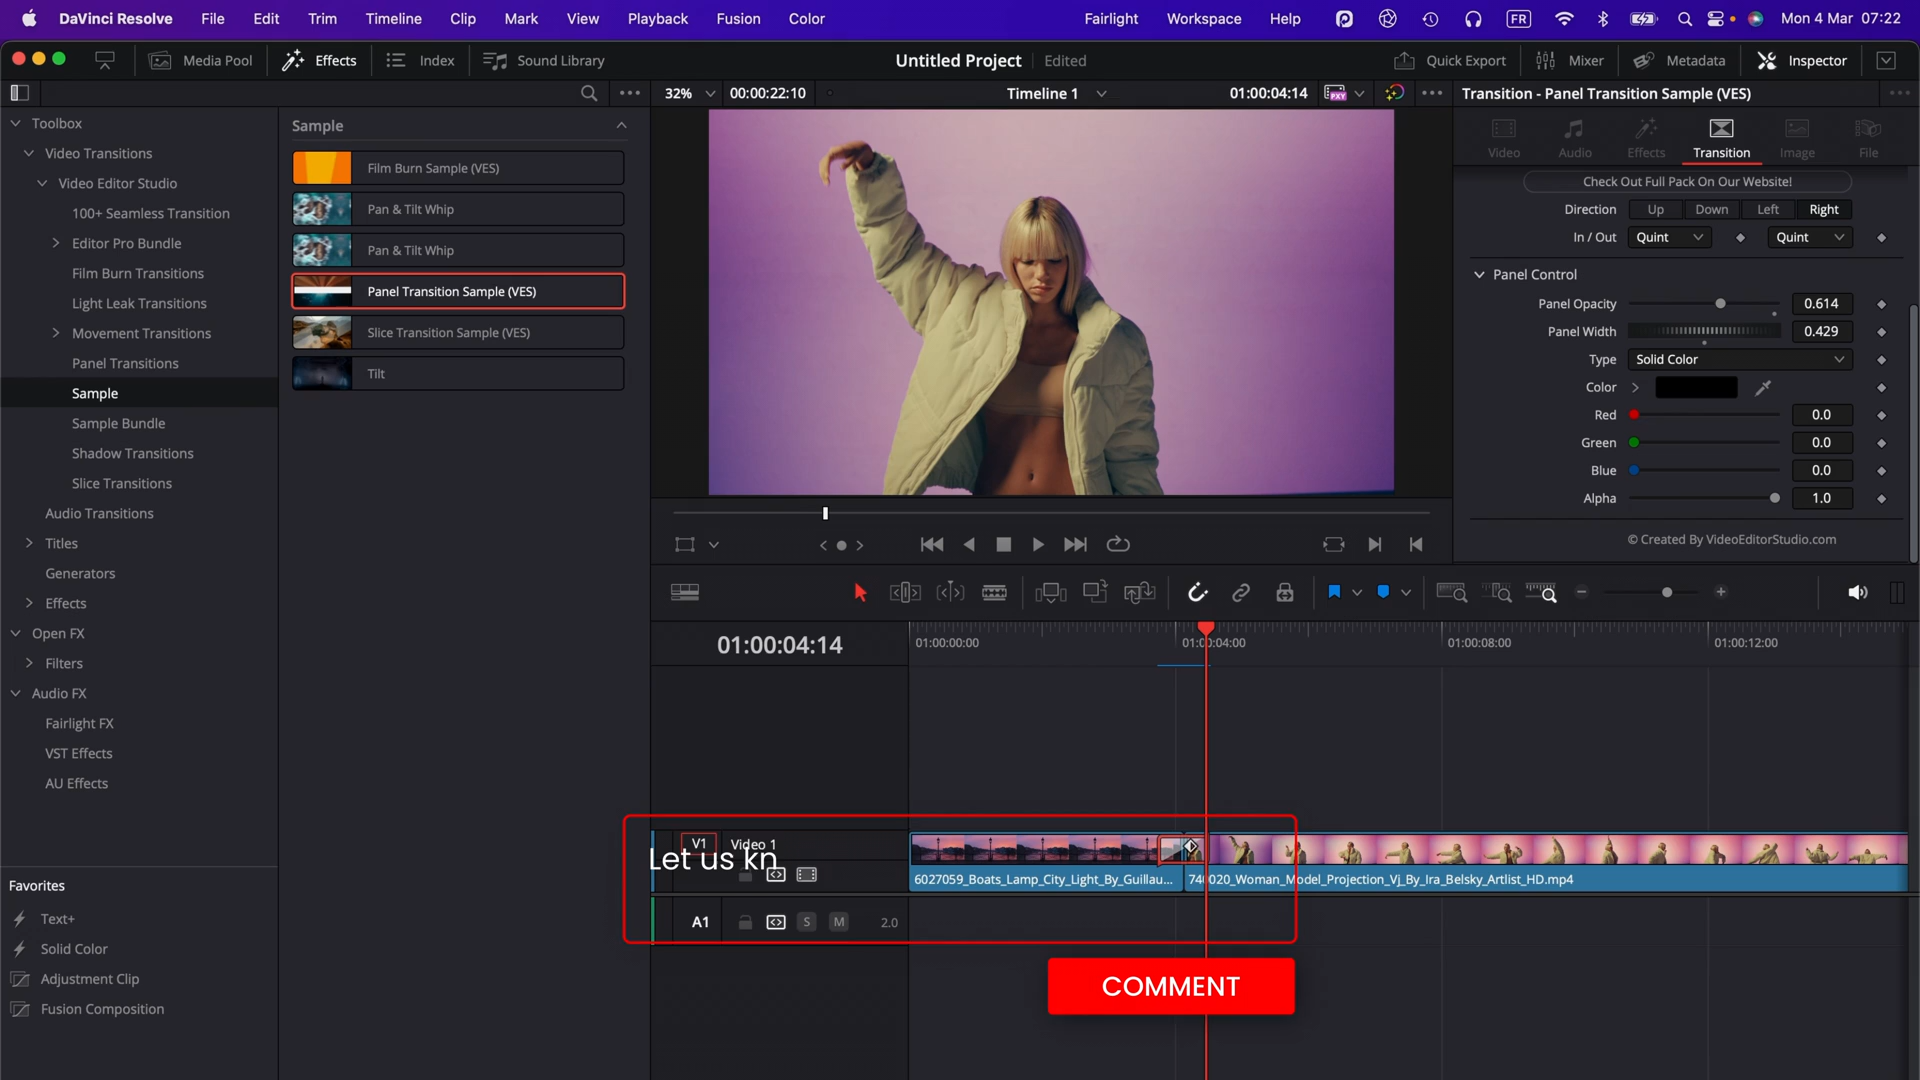 DaVinci Resolve File Edit Trim Timeline Clip Mark View Playback Fusion Color Fairlight Workspace Help FR Mon 4 Mar 07:22
Media Pool Effects Index Sound Library Untitled Project Edited Quick Export Mixer Metadata Inspector
32% 00:00:22:10 Timeline 1 01:00:04:14 PXY Transition - Panel Transition Sample (VES)
Toolbox
Video Transitions
Video Editor Studio
100+ Seamless Transition
Editor Pro Bundle
Film Burn Transitions
Light Leak Transitions
Movement Transitions
Panel Transitions
Sample
Sample Bundle
Shadow Transitions
Slice Transitions
Audio Transitions
Titles
Generators
Effects
Open FX
Filters
Audio FX
Fairlight FX
VST Effects
AU Effects
Favorites
Text+
Solid Color
Adjustment Clip
Fusion Composition
Sample
Film Burn Sample (VES)
Pan & Tilt Whip
Pan & Tilt Whip
Panel Transition Sample (VES)
Slice Transition Sample (VES)
Tilt
Video Audio Effects Transition Image File
Check Out Full Pack On Our Website!
Direction Up Down Left Right
In / Out Quint Quint
Panel Control
Panel Opacity 0.614
Panel Width 0.429
Type Solid Color
Color
Red 0.0
Green 0.0
Blue 0.0
Alpha 1.0
© Created By VideoEditorStudio.com
01:00:04:14 01:00:00:00 01:00:04:00 01:00:08:00 01:00:12:00
V1 Video 1
Let us kn
6027059_Boats_Lamp_City_Light_By_Guillau... 740020_Woman_Model_Projection_Vj_By_Ira_Belsky_Artlist_HD.mp4
A1 S M 2.0
COMMENT